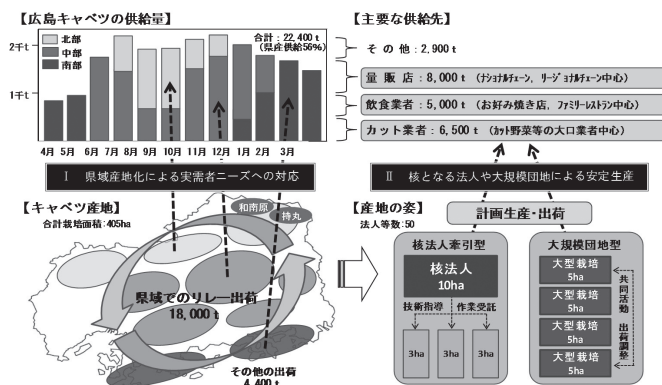 【広島キャベツの供給量】
北部
中部
南部
合計：22,400 t
（県産供給56%）
2千t
1千t
4月 5月 6月 7月 8月 9月 10月 11月 12月 1月 2月 3月
【主要な供給先】
そ の 他：2,900 t
量 販 店：8,000 t （ナショナルチェーン，リージョナルチェーン中心）
飲食業者：5,000 t （お好み焼き店，ファミリーレストラン中心）
カット業者：6,500 t （カット野菜等の大口業者中心）
Ⅰ 県域産地化による実需者ニーズへの対応
Ⅱ 核となる法人や大規模団地による安定生産
【キャベツ産地】
合計栽培面積:405ha
和南原
持丸
県域でのリレー出荷
18,000 t
その他の出荷
4,400 t
【産地の姿】
法人等数:50
計画生産・出荷
核法人牽引型
核法人
10ha
技術指導
作業受託
3ha
3ha
3ha
大規模団地型
大型栽培
5ha
大型栽培
5ha
大型栽培
5ha
大型栽培
5ha
共同活動
出荷調整